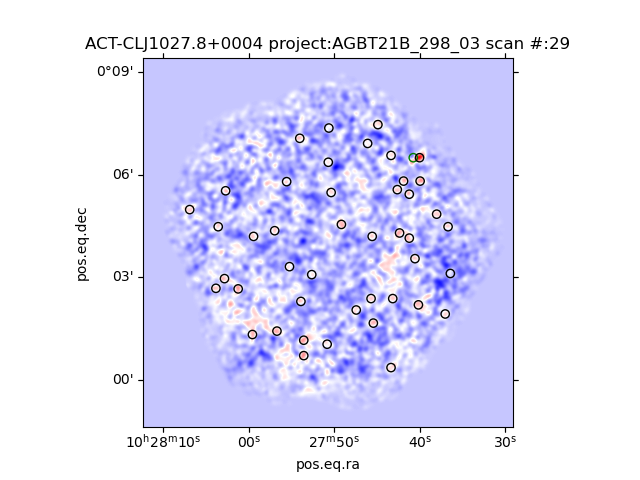 ACT-CLJ1027.8+0004 project:AGBT21B_298_03 scan #:29
0°09'
06'
03'
00'
pos.eq.dec
10ʰ28ᵐ10ˢ 00ˢ 27ᵐ50ˢ 40ˢ 30ˢ
pos.eq.ra